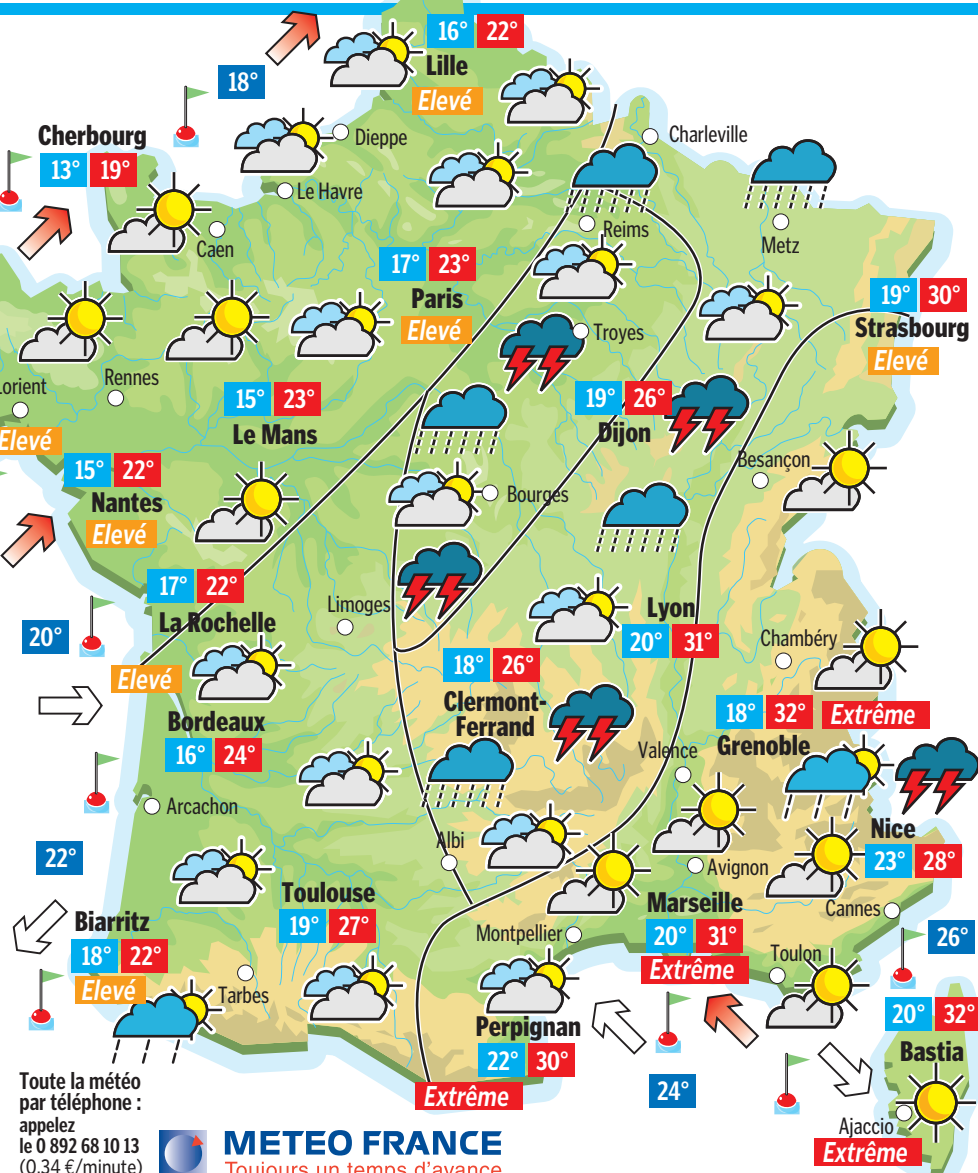 16° 22°
Lille
Elevé
18°
Cherbourg
13° 19°
Dieppe
Charleville
Le Havre
Caen
Reims
Metz
17° 23°
Paris
Elevé
19° 30°
Strasbourg
Elevé
Troyes
Lorient
Elevé
Rennes
15° 23°
Le Mans
19° 26°
Dijon
Besançon
15° 22°
Nantes
Elevé
Bourges
17° 22°
La Rochelle
Elevé
Limoges
20°
Lyon
20° 31°
Chambéry
18° 26°
Clermont-
Ferrand
18° 32° Extrême
Grenoble
Bordeaux
16° 24°
Valence
Arcachon
Albi
Nice
23° 28°
22°
Avignon
Toulouse
19° 27°
Marseille
20° 31°
Extrême
Cannes
Biarritz
18° 22°
Elevé
Montpellier
26°
Toulon
Tarbes
Perpignan
22° 30°
Extrême
20° 32°
Bastia
24°
Ajaccio
Extrême
Toute la météo
par téléphone :
appelez
le 0 892 68 10 13
(0,34 €/minute)
METEO FRANCE
Toujours un temps d'avance